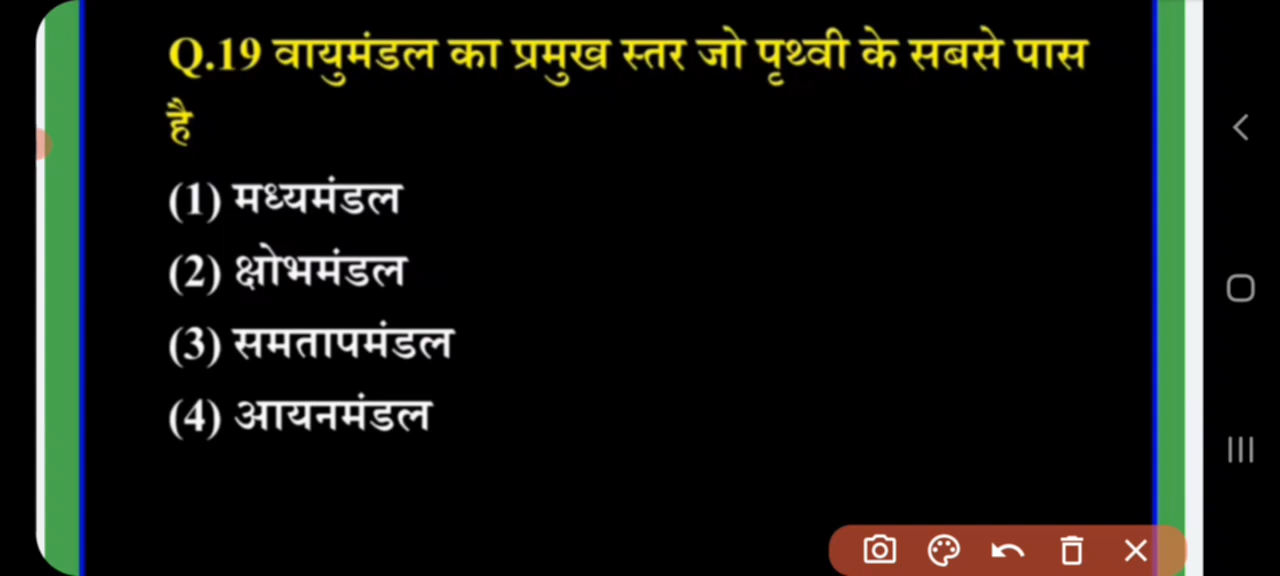 Q.19 वायुमंडल का प्रमुख स्तर जो पृथ्वी के सबसे पास
है
(1) मध्यमंडल
(2) क्षोभमंडल
(3) समतापमंडल
(4) आयनमंडल